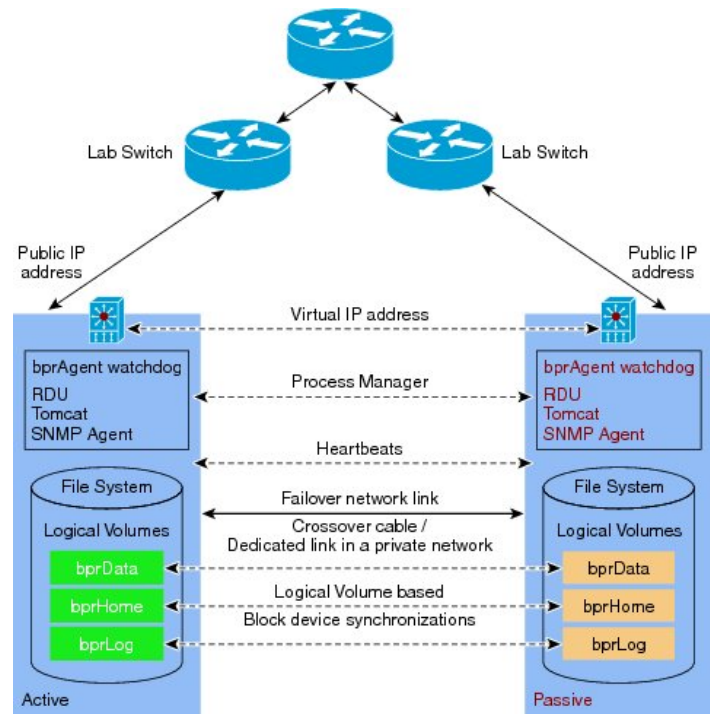 Lab Switch
Lab Switch
Public IP
address
Public IP
address
Virtual IP address
bprAgent watchdog
RDU
Tomcat
SNMP Agent
Process Manager
bprAgent watchdog
RDU
Tomcat
SNMP Agent
Heartbeats
File System
Logical Volumes
bprData
bprHome
bprLog
Failover network link
Crossover cable /
Dedicated link in a private network
Logical Volume based
Block device synchronizations
File System
Logical Volumes
bprData
bprHome
bprLog
Active
Passive